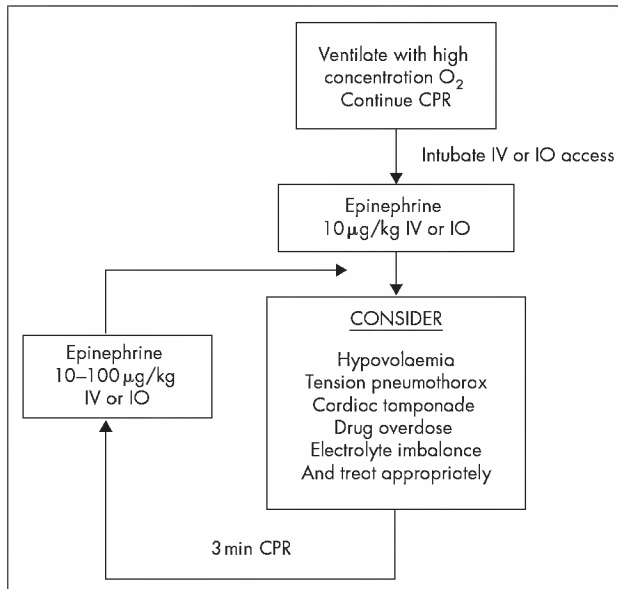 Ventilate with high
concentration O₂
Continue CPR
Intubate IV or IO access
Epinephrine
10 µg/kg IV or IO
CONSIDER
Hypovolaemia
Tension pneumothorax
Cardiac tamponade
Drug overdose
Electrolyte imbalance
And treat appropriately
Epinephrine
10–100 µg/kg
IV or IO
3 min CPR